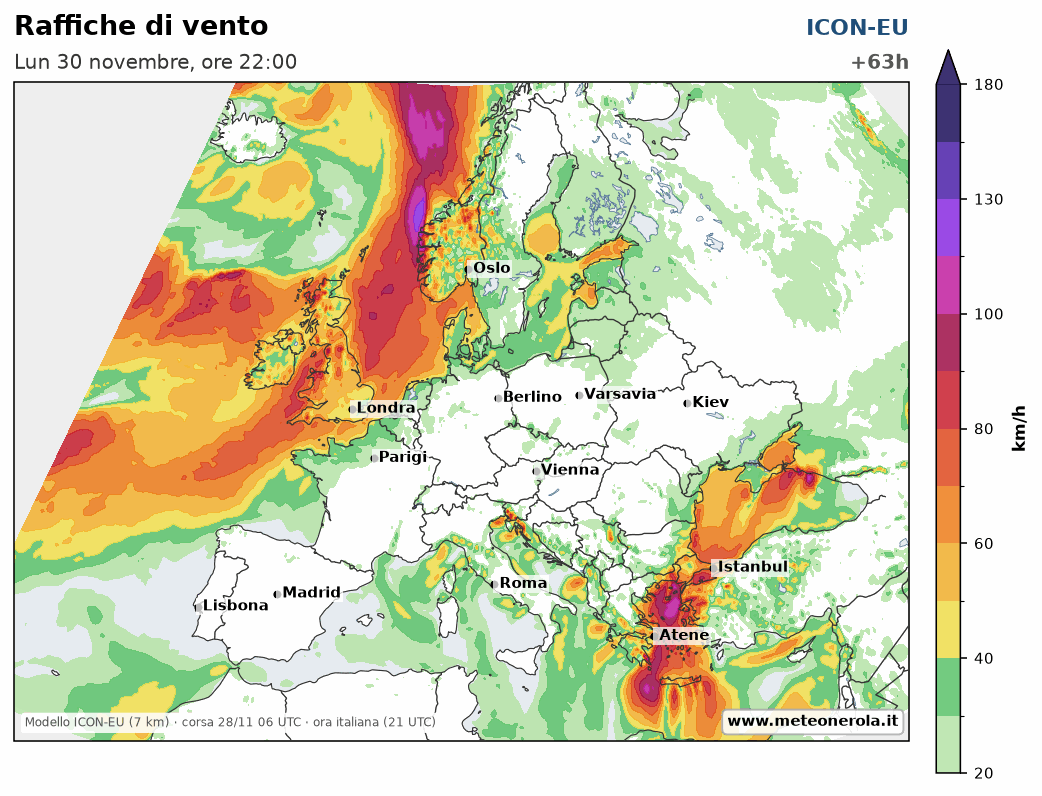 Raffiche di vento
ICON-EU
Lun 30 novembre, ore 22:00
+63h
180
130
100
80
60
40
20
km/h
Oslo
Berlino
Varsavia
Kiev
Londra
Parigi
Vienna
Istanbul
Roma
Madrid
Lisbona
Atene
Modello ICON-EU (7 km) · corsa 28/11 06 UTC · ora italiana (21 UTC)
www.meteonerola.it